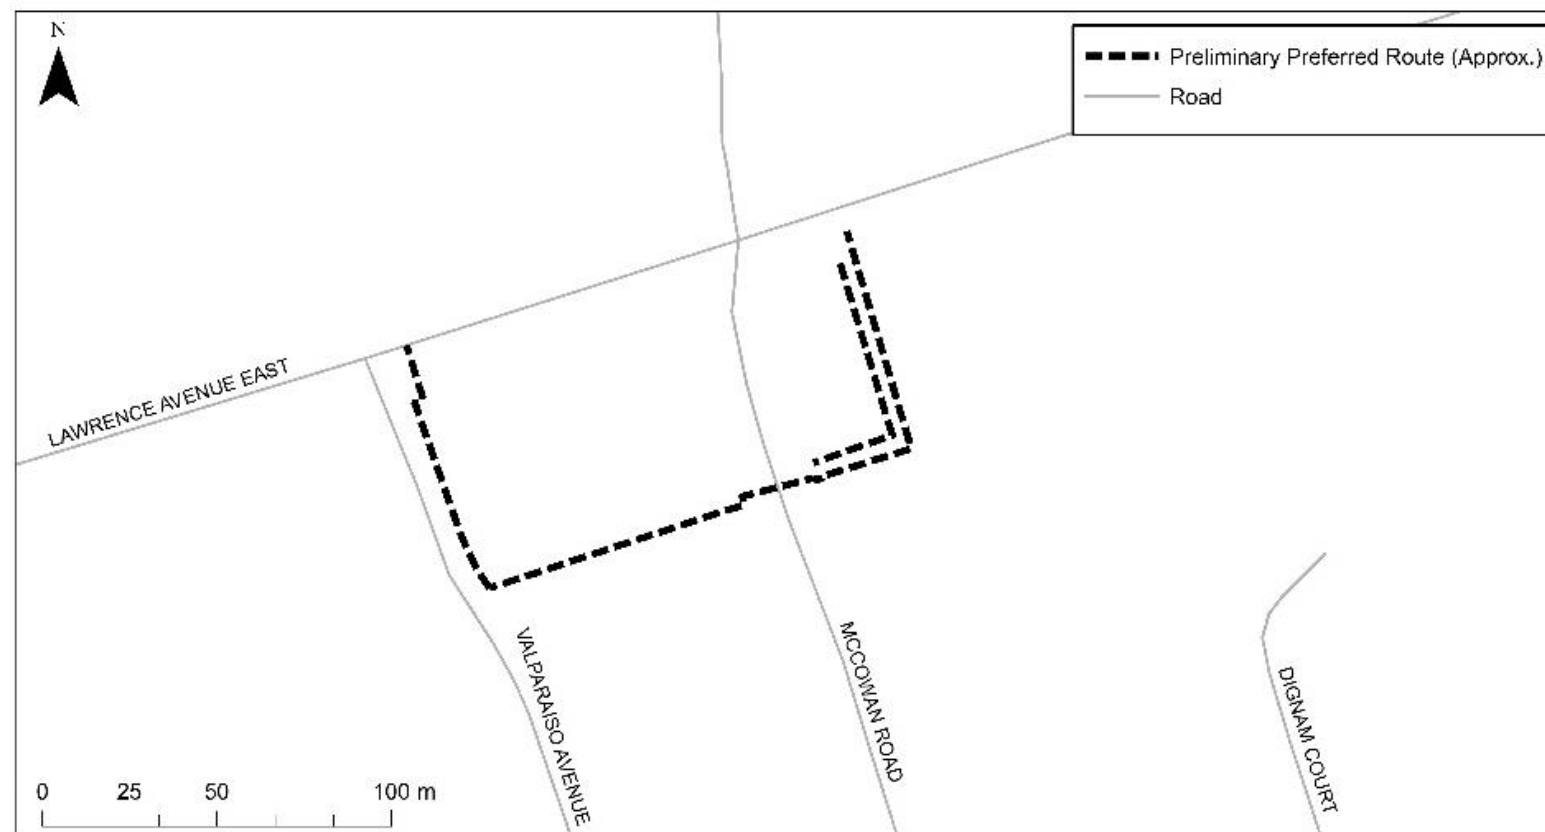 N
Preliminary Preferred Route (Approx.)
Road
LAWRENCE AVENUE EAST
VALPARAISO AVENUE
MCCOWAN ROAD
DIGNAM COURT
0 25 50 100 m